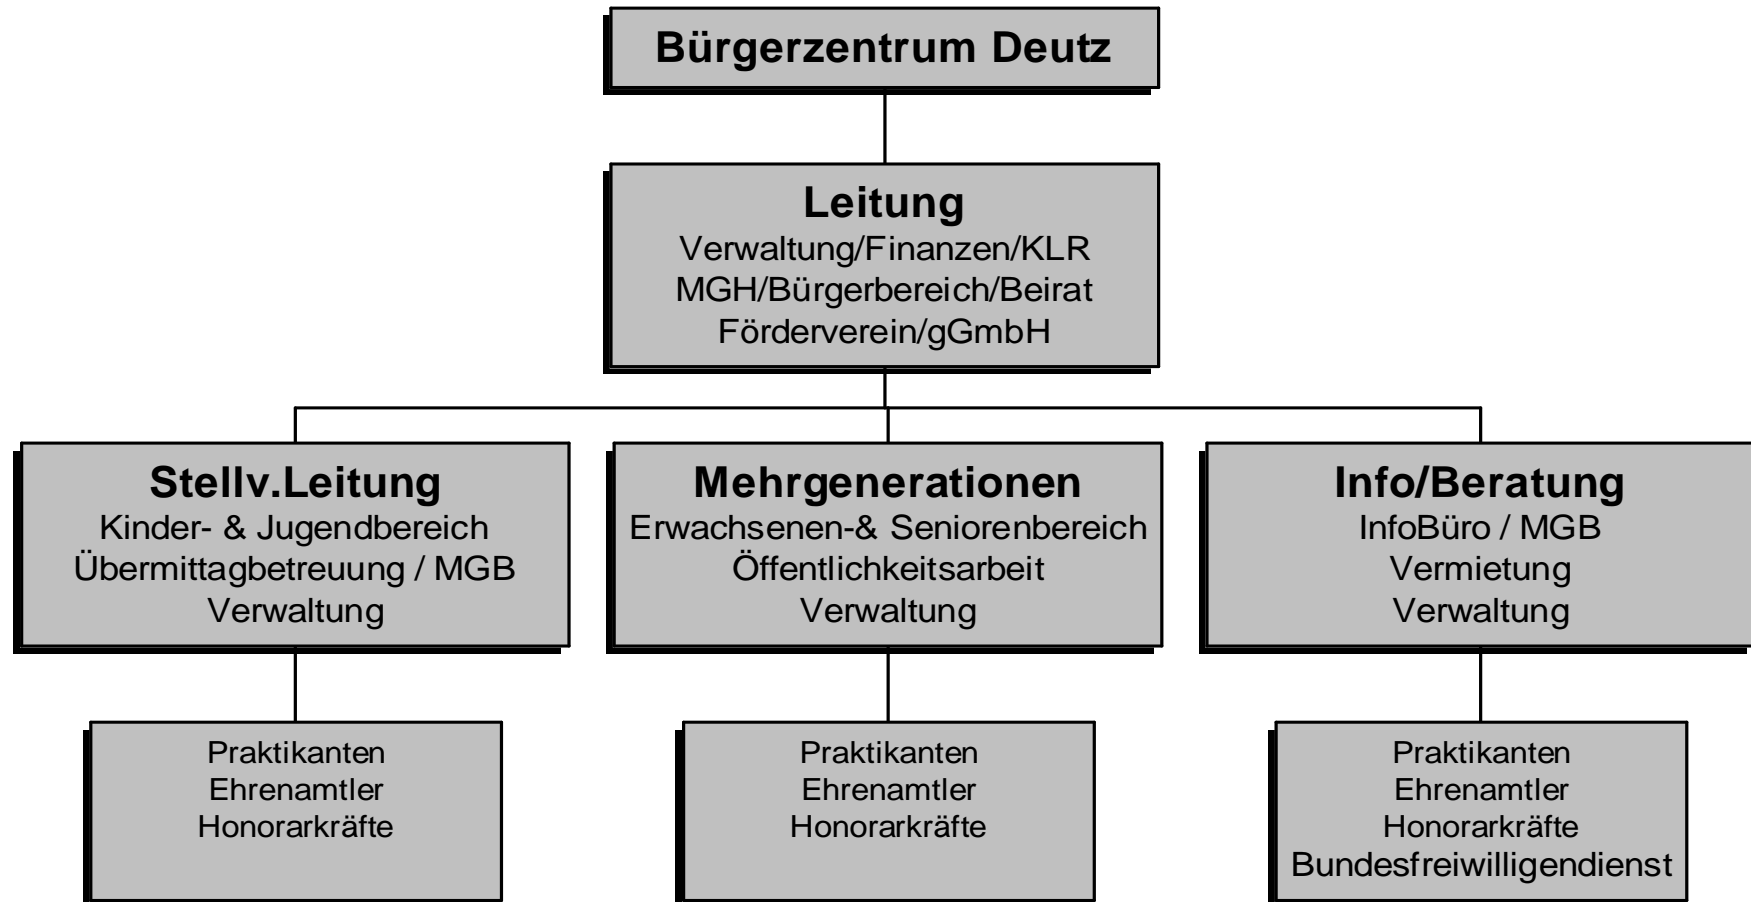 Bürgerzentrum Deutz
Leitung
Verwaltung/Finanzen/KLR
MGH/Bürgerbereich/Beirat
Förderverein/gGmbH
Stellv.Leitung
Kinder- & Jugendbereich
Übermittagbetreuung / MGB
Verwaltung
Mehrgenerationen
Erwachsenen-& Seniorenbereich
Öffentlichkeitsarbeit
Verwaltung
Info/Beratung
InfoBüro / MGB
Vermietung
Verwaltung
Praktikanten
Ehrenamtler
Honorarkräfte
Praktikanten
Ehrenamtler
Honorarkräfte
Praktikanten
Ehrenamtler
Honorarkräfte
Bundesfreiwilligendienst